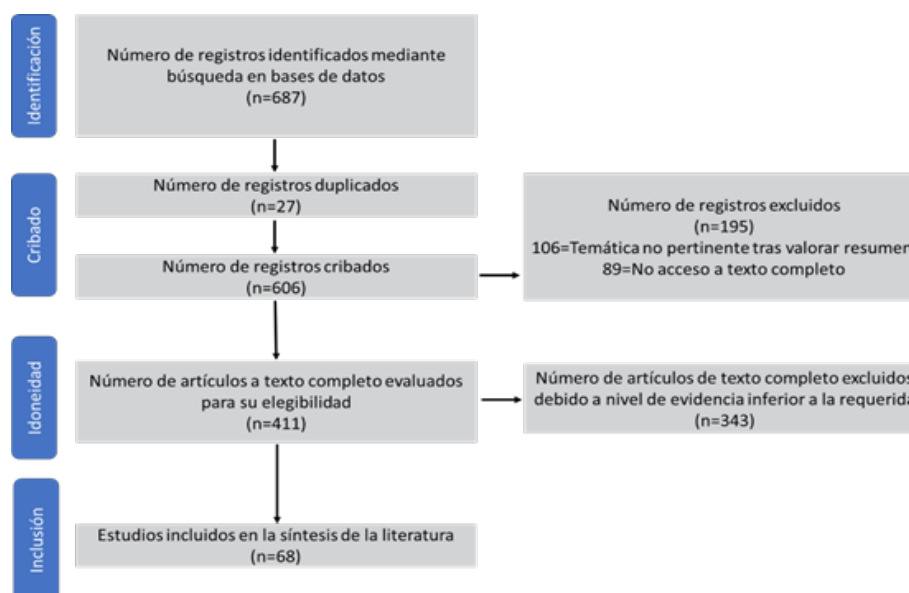 Identificación
Número de registros identificados mediante
búsqueda en bases de datos
(n=687)
Cribado
Número de registros duplicados
(n=27)
Número de registros cribados
(n=606)
Número de registros excluidos
(n=195)
106=Temática no pertinente tras valorar resumen
89=No acceso a texto completo
Idoneidad
Número de artículos a texto completo evaluados
para su elegibilidad
(n=411)
Número de artículos de texto completo excluidos
debido a nivel de evidencia inferior a la requerida
(n=343)
Inclusión
Estudios incluidos en la síntesis de la literatura
(n=68)